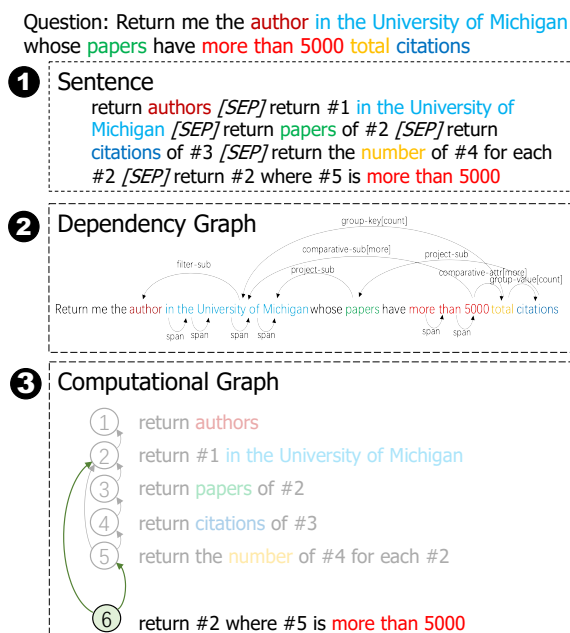 Question: Return me the author in the University of Michigan
whose papers have more than 5000 total citations
1 Sentence
return authors [SEP] return #1 in the University of
Michigan [SEP] return papers of #2 [SEP] return
citations of #3 [SEP] return the number of #4 for each
#2 [SEP] return #2 where #5 is more than 5000
2 Dependency Graph
group-key[count]
comparative-sub[more] project-sub
filter-sub project-sub comparative-attr[more]
group-value[count]
Return me the author in the University of Michigan whose papers have more than 5000 total citations
span span span span span span
3 Computational Graph
1 return authors
2 return #1 in the University of Michigan
3 return papers of #2
4 return citations of #3
5 return the number of #4 for each #2
6 return #2 where #5 is more than 5000